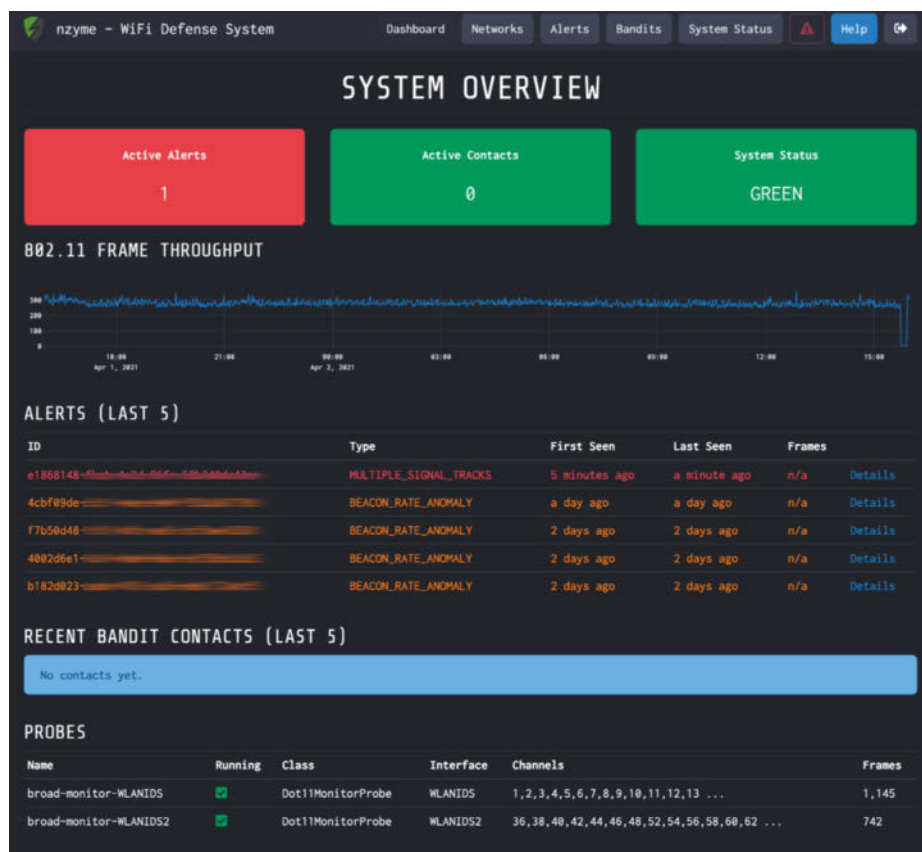 nzyme - WiFi Defense System Dashboard Networks Alerts Bandits System Status Help
SYSTEM OVERVIEW
Active Alerts Active Contacts System Status
1 0 GREEN
802.11 FRAME THROUGHPUT
300
200
100
0
18:00 21:00 00:00 03:00 06:00 09:00 12:00 15:00
Apr 1, 2021 Apr 2, 2021
ALERTS (LAST 5)
ID Type First Seen Last Seen Frames
e1868148- MULTIPLE_SIGNAL_TRACKS 5 minutes ago a minute ago n/a Details
4cbf09de- BEACON_RATE_ANOMALY a day ago a day ago n/a Details
f7b50d48- BEACON_RATE_ANOMALY 2 days ago 2 days ago n/a Details
4002d6e1- BEACON_RATE_ANOMALY 2 days ago 2 days ago n/a Details
b182d023- BEACON_RATE_ANOMALY 2 days ago 2 days ago n/a Details
RECENT BANDIT CONTACTS (LAST 5)
No contacts yet.
PROBES
Name Running Class Interface Channels Frames
broad-monitor-WLANIDS Dot11MonitorProbe WLANIDS 1,2,3,4,5,6,7,8,9,10,11,12,13 ... 1,145
broad-monitor-WLANIDS2 Dot11MonitorProbe WLANIDS2 36,38,40,42,44,46,48,52,54,56,58,60,62 ... 742